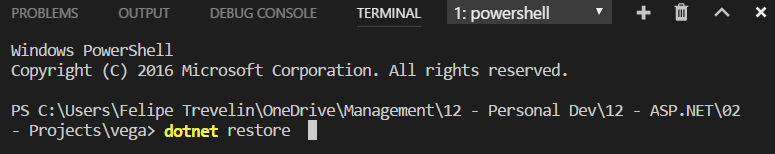 PROBLEMS OUTPUT DEBUG CONSOLE TERMINAL 1: powershell
Windows PowerShell
Copyright (C) 2016 Microsoft Corporation. All rights reserved.
PS C:\Users\Felipe Trevelin\OneDrive\Management\12 - Personal Dev\12 - ASP.NET\02
- Projects\vega> dotnet restore